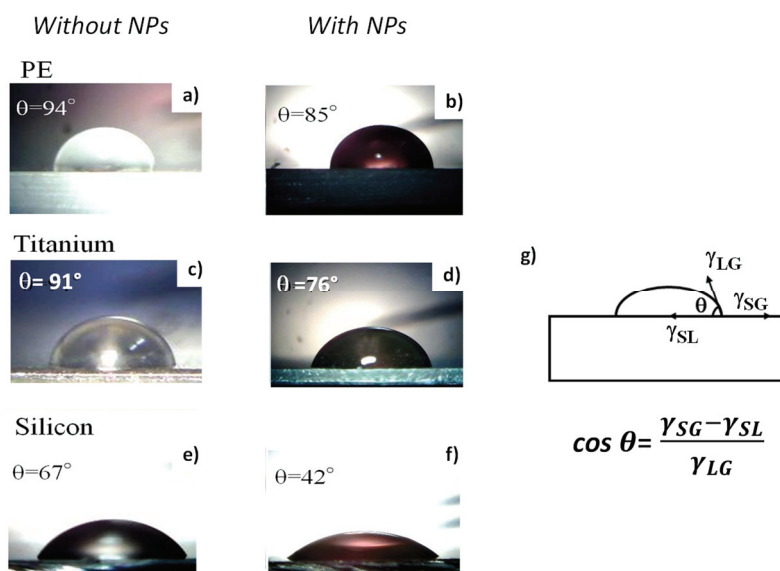 Without NPs
With NPs
PE
a)
θ=94°
b)
θ=85°
Titanium
c)
θ= 91°
d)
θ =76°
g)
γLG
θ
γSG
γSL
Silicon
e)
θ=67°
f)
θ=42°
cos θ= γSG−γSL
γLG